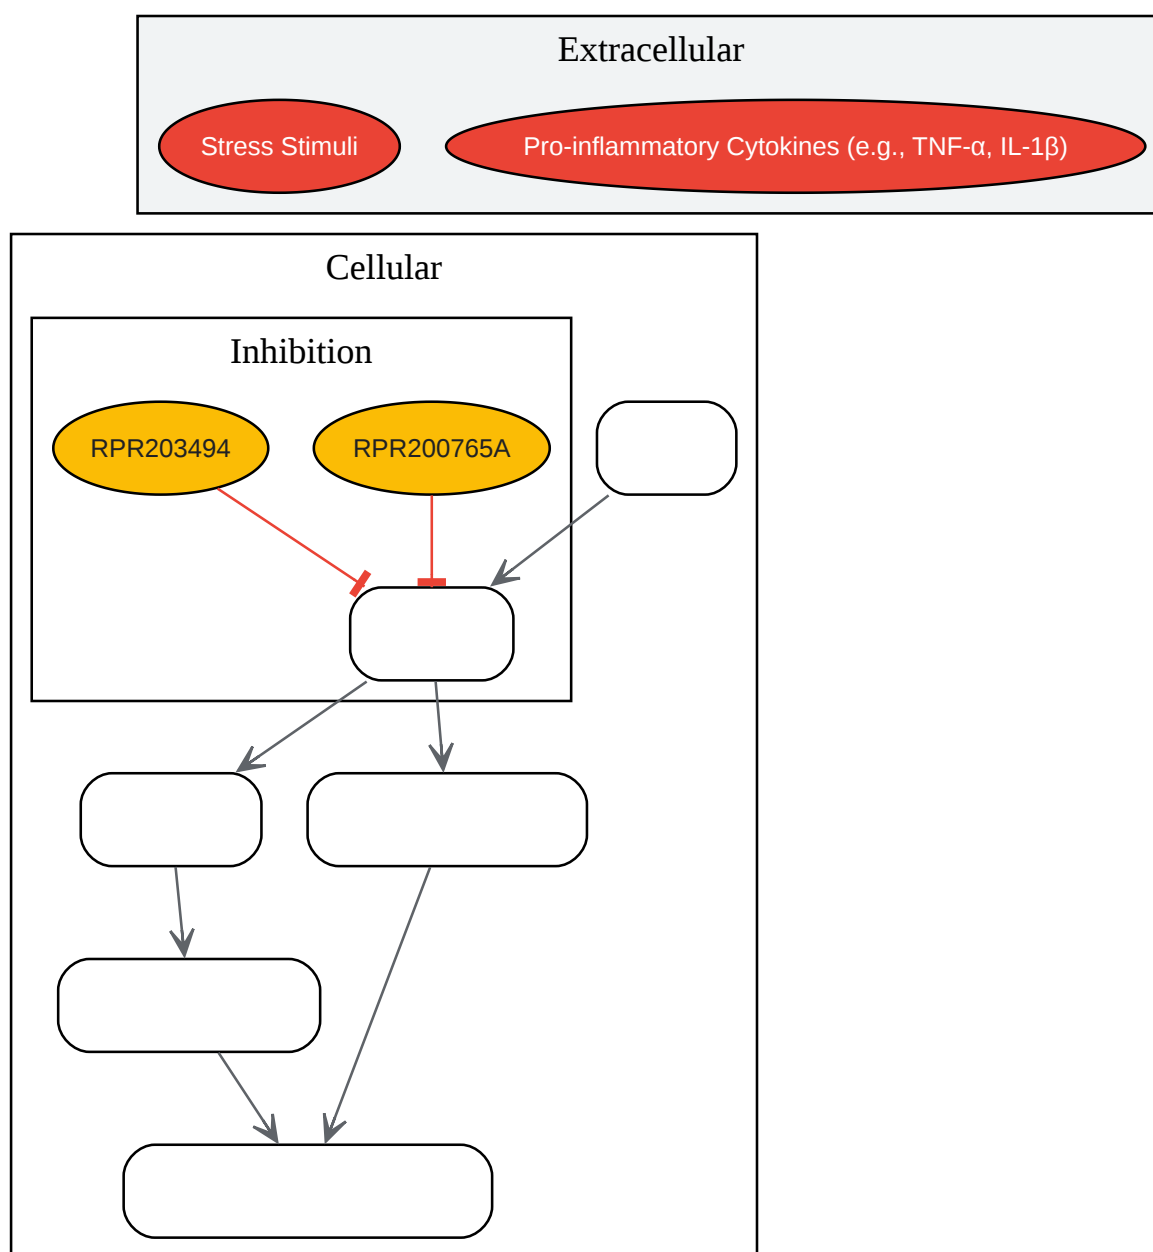 Extracellular
Stress Stimuli
Pro-inflammatory Cytokines (e.g., TNF-α, IL-1β)
Cellular
Inhibition
RPR203494
RPR200765A